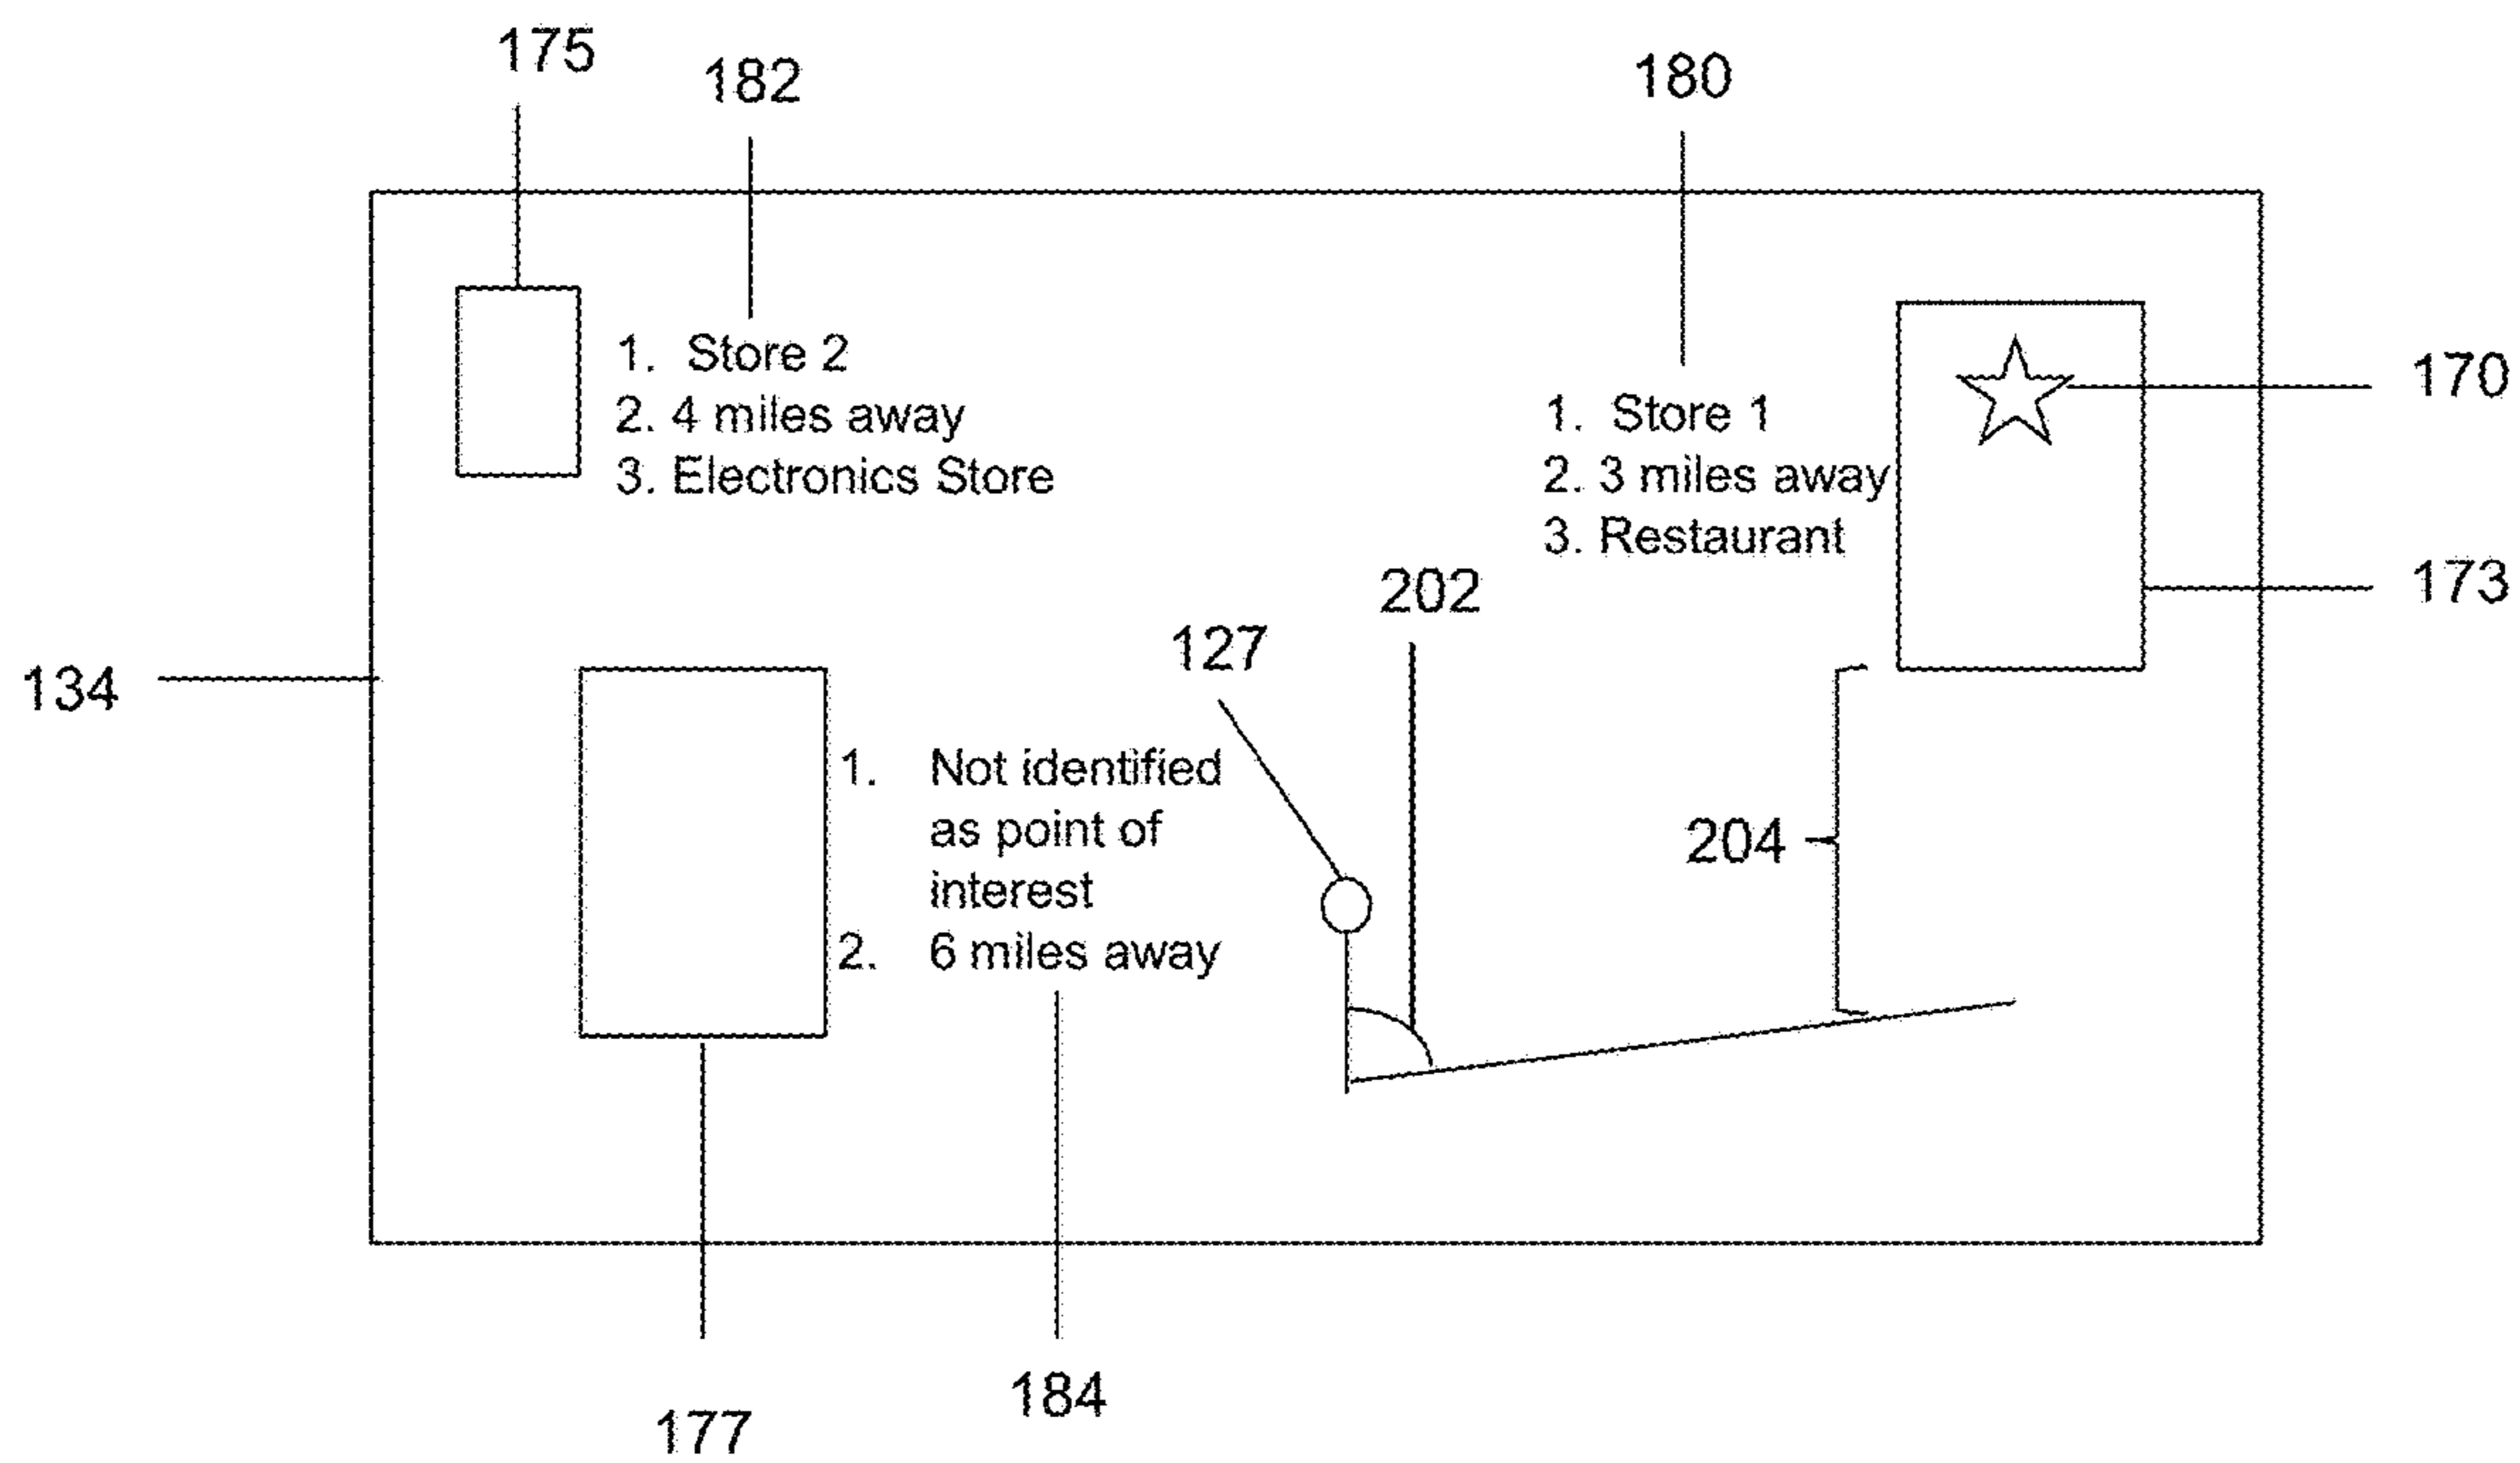 175
182
180
1. Store 2
2. 4 miles away
3. Electronics Store
1. Store 1
2. 3 miles away
3. Restaurant
170
173
202
127
134
1. Not identified
as point of
interest
2. 6 miles away
204
184
177